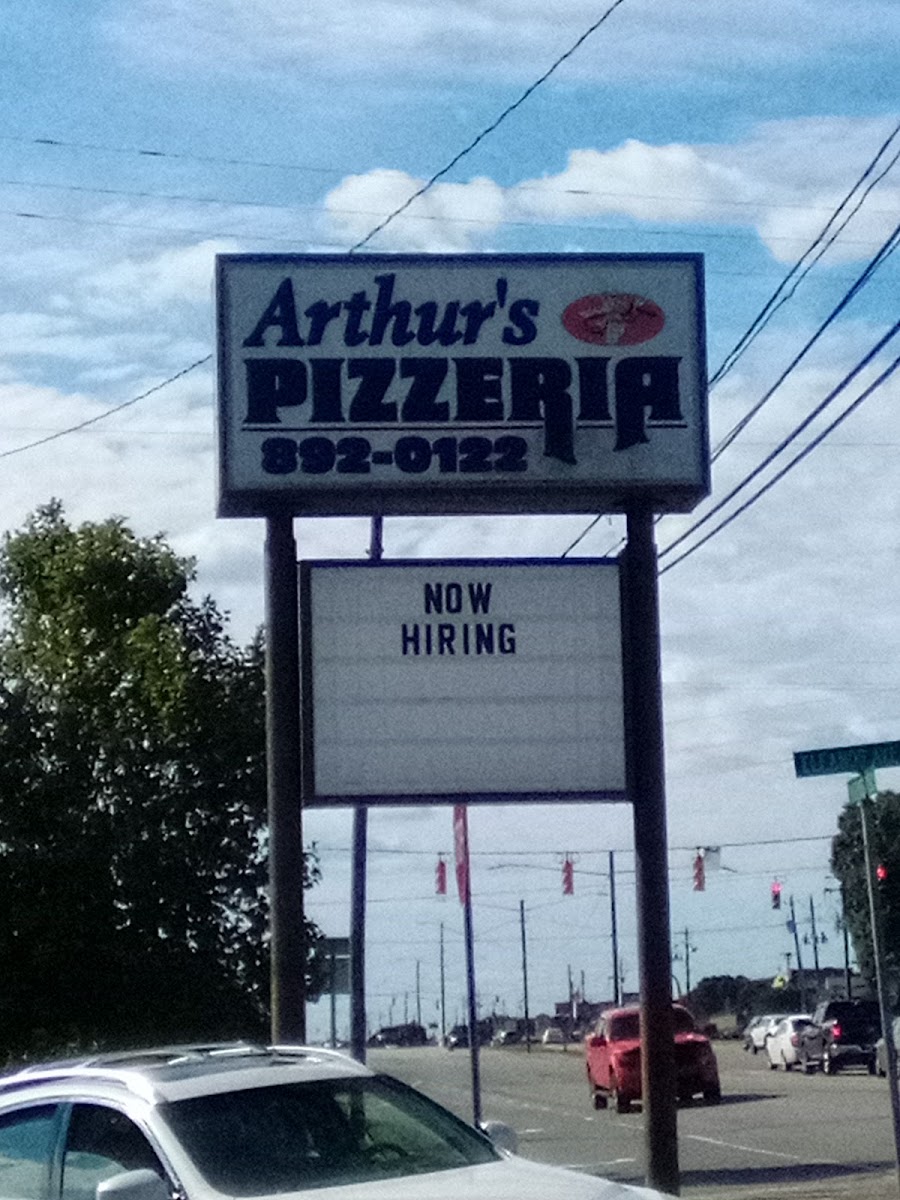 Arthur's
PIZZERIA
892-0122
NOW
HIRING